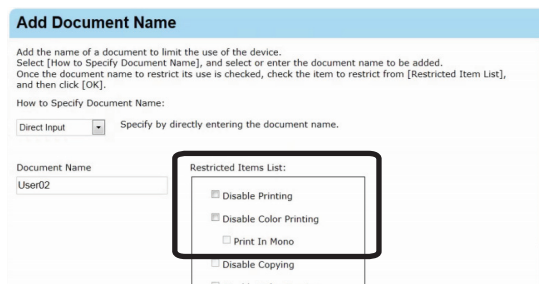 Add Document Name
Add the name of a document to limit the use of the device.
Select [How to Specify Document Name], and select or enter the document name to be added.
Once the document name to restrict its use is checked, check the item to restrict from [Restricted Item List],
and then click [OK].
How to Specify Document Name:
Direct Input
Specify by directly entering the document name.
Document Name
User02
Restricted Items List:
Disable Printing
Disable Color Printing
Print In Mono
Disable Copying